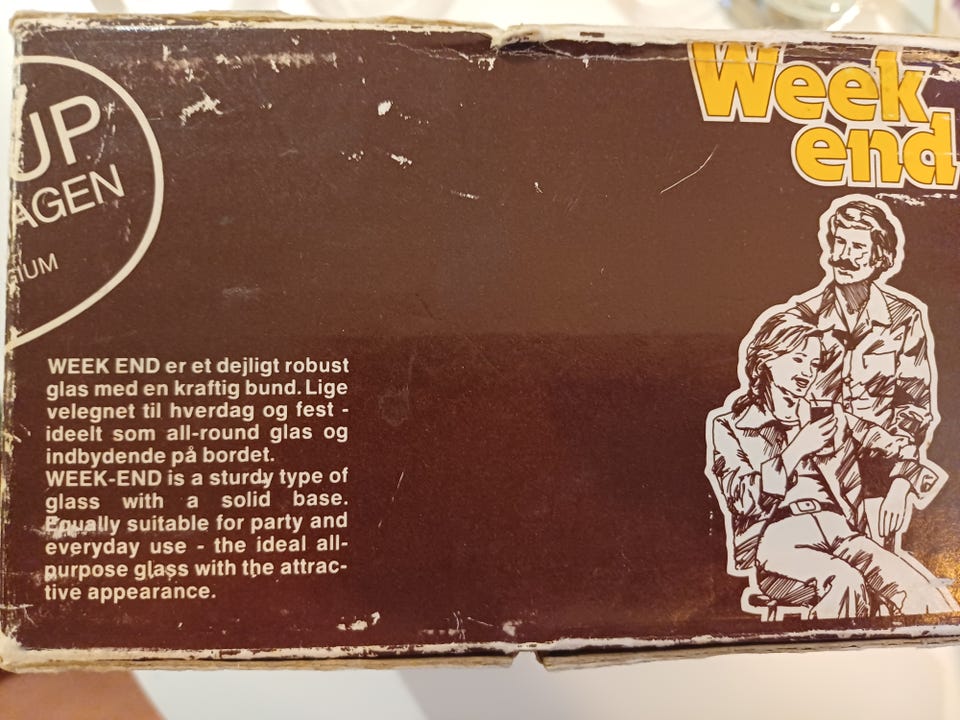 UP
AGEN
GIUM
Week
end
WEEK END er et dejligt robust
glas med en kraftig bund. Lige
velegnet til hverdag og fest -
ideelt som all-round glas og
indbydende på bordet.
WEEK-END is a sturdy type of
glass with a solid base.
Equally suitable for party and
everyday use - the ideal all-
purpose glass with the attrac-
tive appearance.